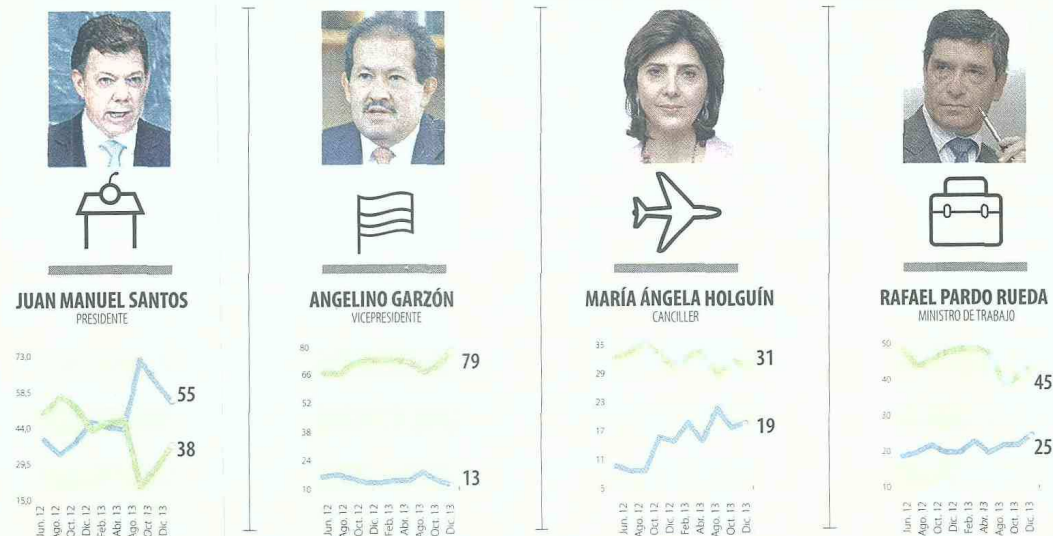 JUAN MANUEL SANTOS
PRESIDENTE
73,0
58,5
44,0
29,5
15,0
55
38
Jun. 12
Ago. 12
Oct. 12
Dic. 12
Feb. 13
Abr. 13
Ago. 13
Oct 13
Dic. 13
ANGELINO GARZÓN
VICEPRESIDENTE
80
66
52
38
24
10
79
13
Jun. 12
Ago. 12
Oct. 12
Dic. 12
Feb. 13
Abr. 13
Ago. 13
Oct. 13
Dic. 13
MARÍA ÁNGELA HOLGUÍN
CANCILLER
35
29
23
17
11
5
31
19
Jun. 12
Ago. 12
Oct. 12
Dic. 12
Feb. 13
Abr. 13
Ago. 13
Oct. 13
Dic. 13
RAFAEL PARDO RUEDA
MINISTRO DE TRABAJO
50
40
30
20
10
45
25
Jun. 12
Ago. 12
Oct. 12
Dic. 12
Feb. 13
Abr. 13
Ago. 13
Oct. 13
Dic. 13